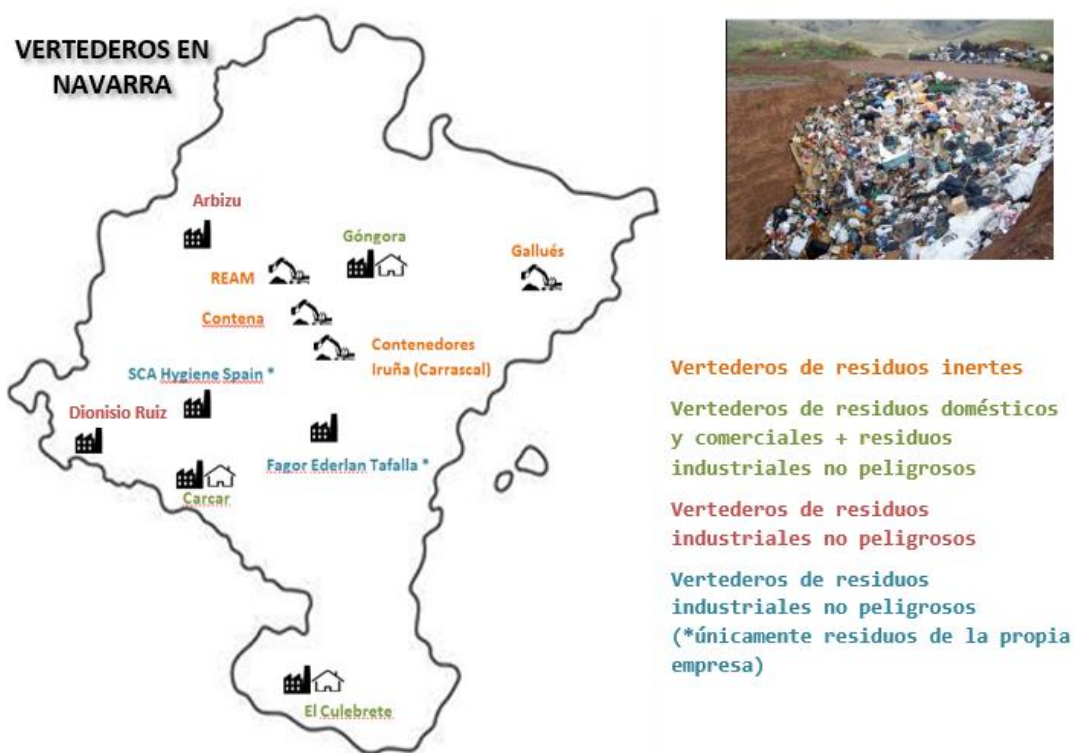 VERTEDEROS EN
NAVARRA
Arbizu
Góngora
Gallués
REAM
Contena
Contenedores
Iruña (Carrascal)
SCA Hygiene Spain *
Dionisio Ruiz
Fagor Ederlan Tafalla *
Carcar
El Culebrete
Vertederos de residuos inertes
Vertederos de residuos domésticos
y comerciales + residuos
industriales no peligrosos
Vertederos de residuos
industriales no peligrosos
Vertederos de residuos
industriales no peligrosos
(*únicamente residuos de la propia
empresa)